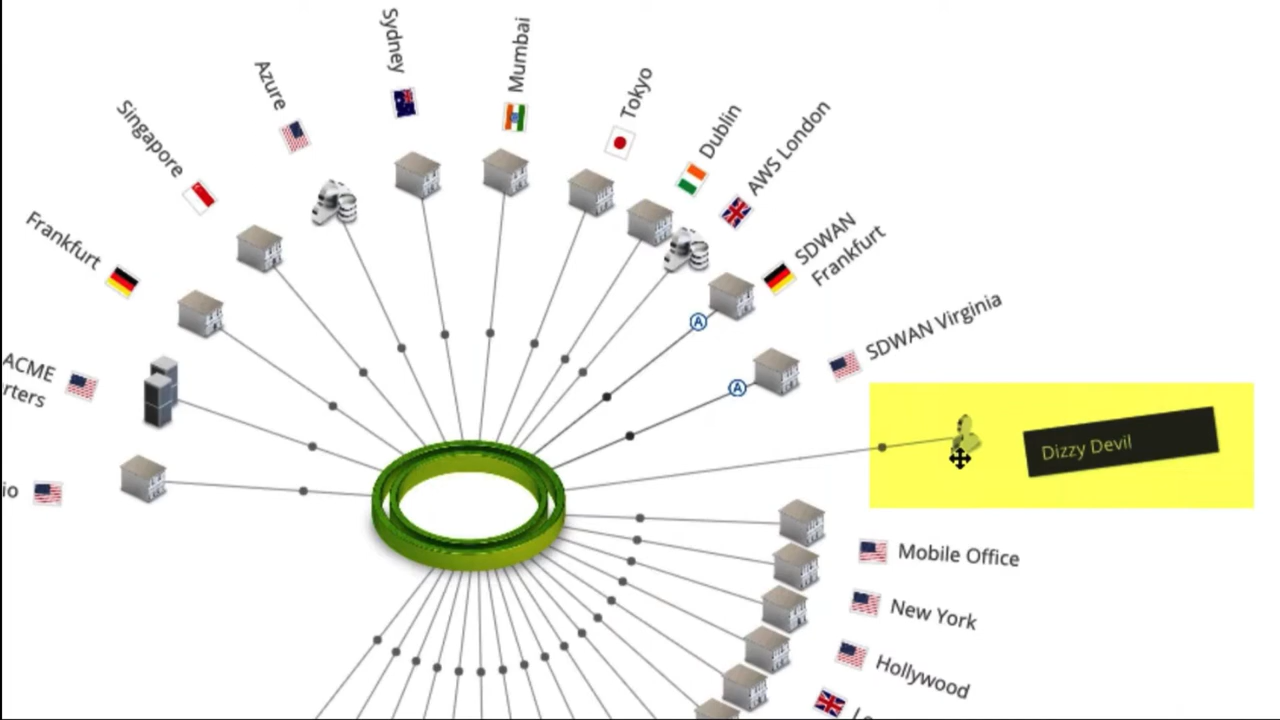 Sydney
Mumbai
Azure
Tokyo
Singapore
Dublin
AWS London
Frankfurt
SDWAN
Frankfurt
A
SDWAN Virginia
A
ACME
rters
Dizzy Devil
io
Mobile Office
New York
Hollywood
Lo